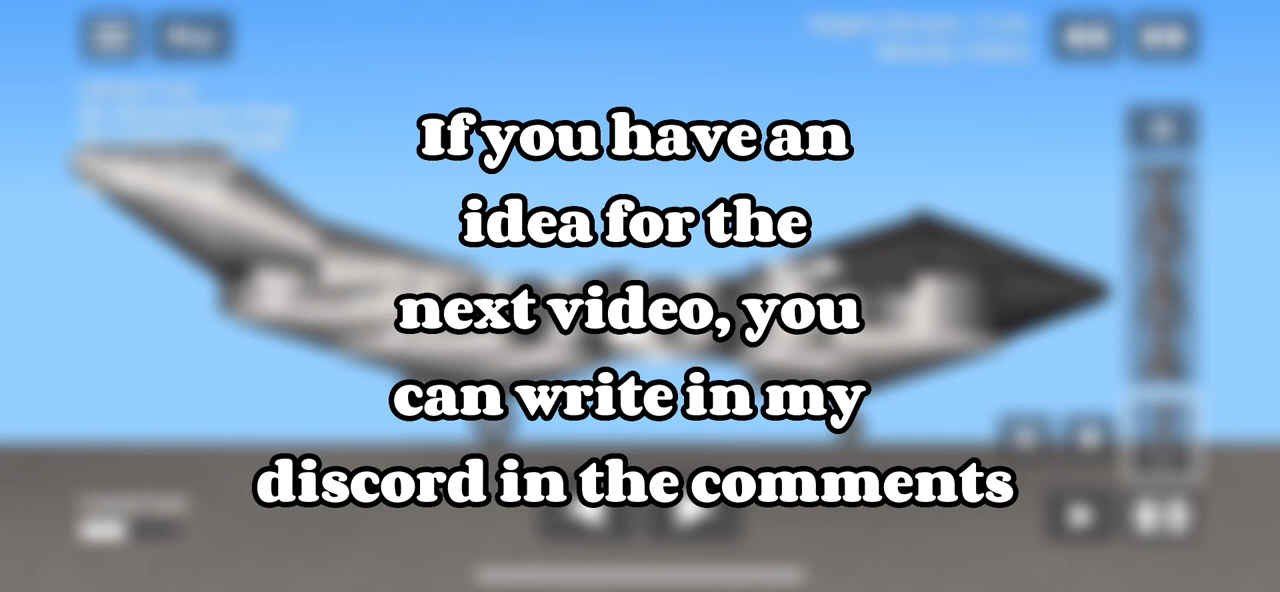 If you have an
idea for the
next video, you
can write in my
discord in the comments